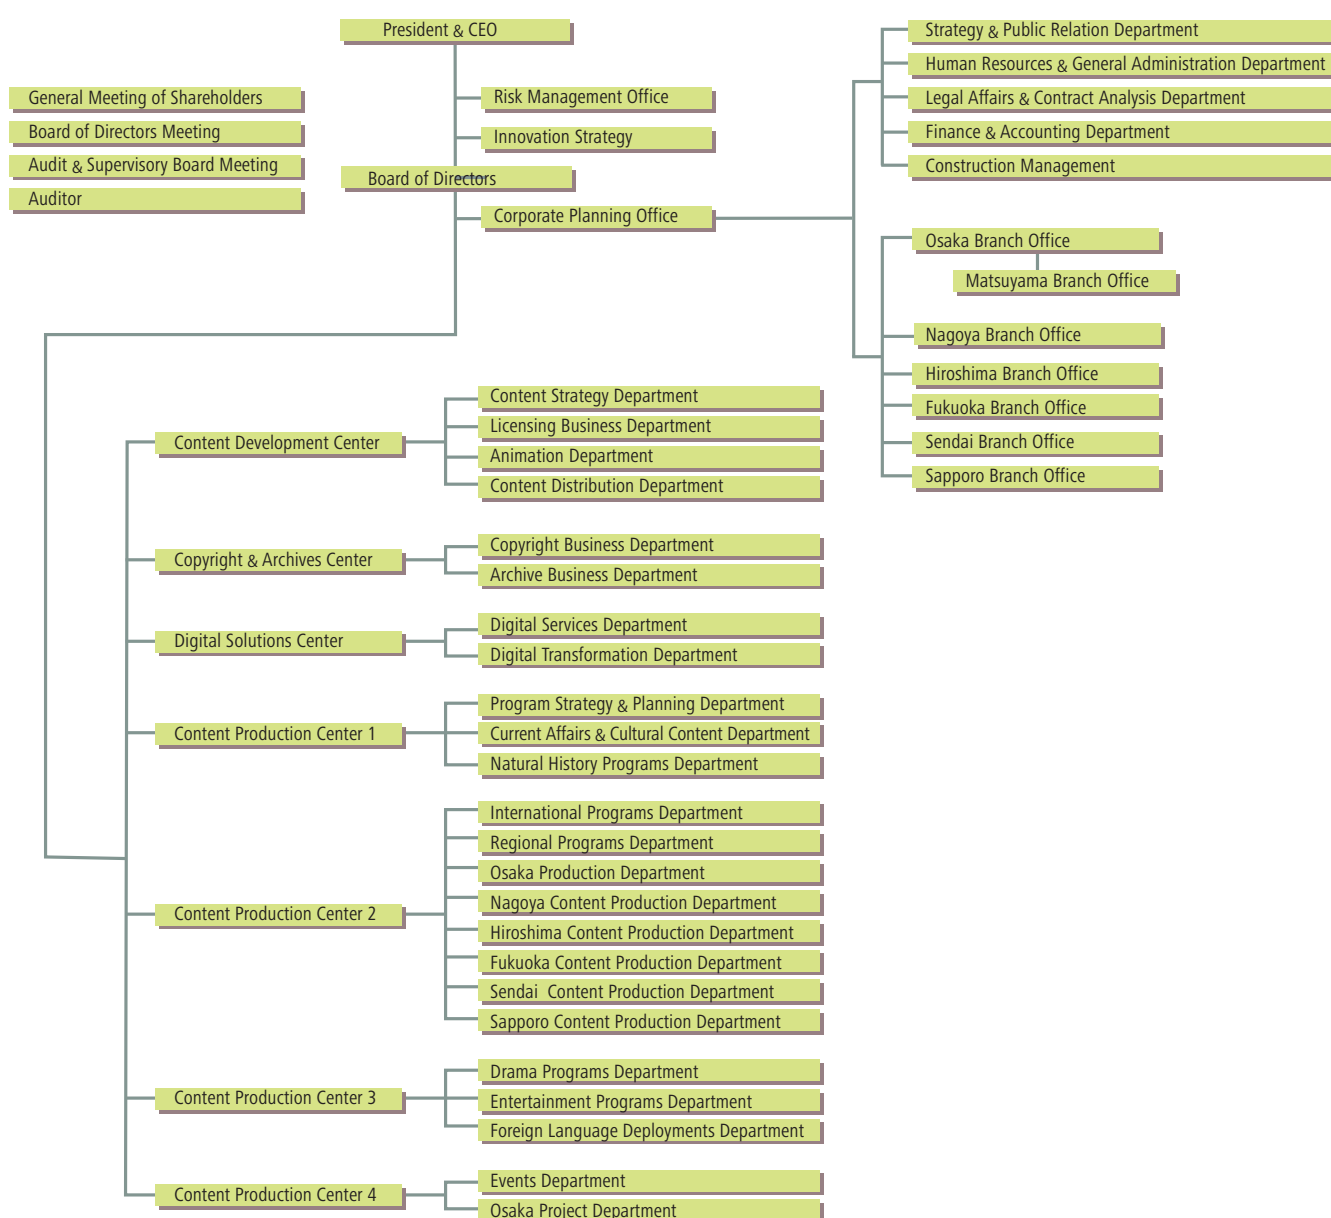 President & CEO
General Meeting of Shareholders
Board of Directors Meeting
Audit & Supervisory Board Meeting
Auditor
Risk Management Office
Innovation Strategy
Board of Directors
Corporate Planning Office
Strategy & Public Relation Department
Human Resources & General Administration Department
Legal Affairs & Contract Analysis Department
Finance & Accounting Department
Construction Management
Osaka Branch Office
Matsuyama Branch Office
Nagoya Branch Office
Hiroshima Branch Office
Fukuoka Branch Office
Sendai Branch Office
Sapporo Branch Office
Content Development Center
Content Strategy Department
Licensing Business Department
Animation Department
Content Distribution Department
Copyright & Archives Center
Copyright Business Department
Archive Business Department
Digital Solutions Center
Digital Services Department
Digital Transformation Department
Content Production Center 1
Program Strategy & Planning Department
Current Affairs & Cultural Content Department
Natural History Programs Department
Content Production Center 2
International Programs Department
Regional Programs Department
Osaka Production Department
Nagoya Content Production Department
Hiroshima Content Production Department
Fukuoka Content Production Department
Sendai Content Production Department
Sapporo Content Production Department
Content Production Center 3
Drama Programs Department
Entertainment Programs Department
Foreign Language Deployments Department
Content Production Center 4
Events Department
Osaka Project Department